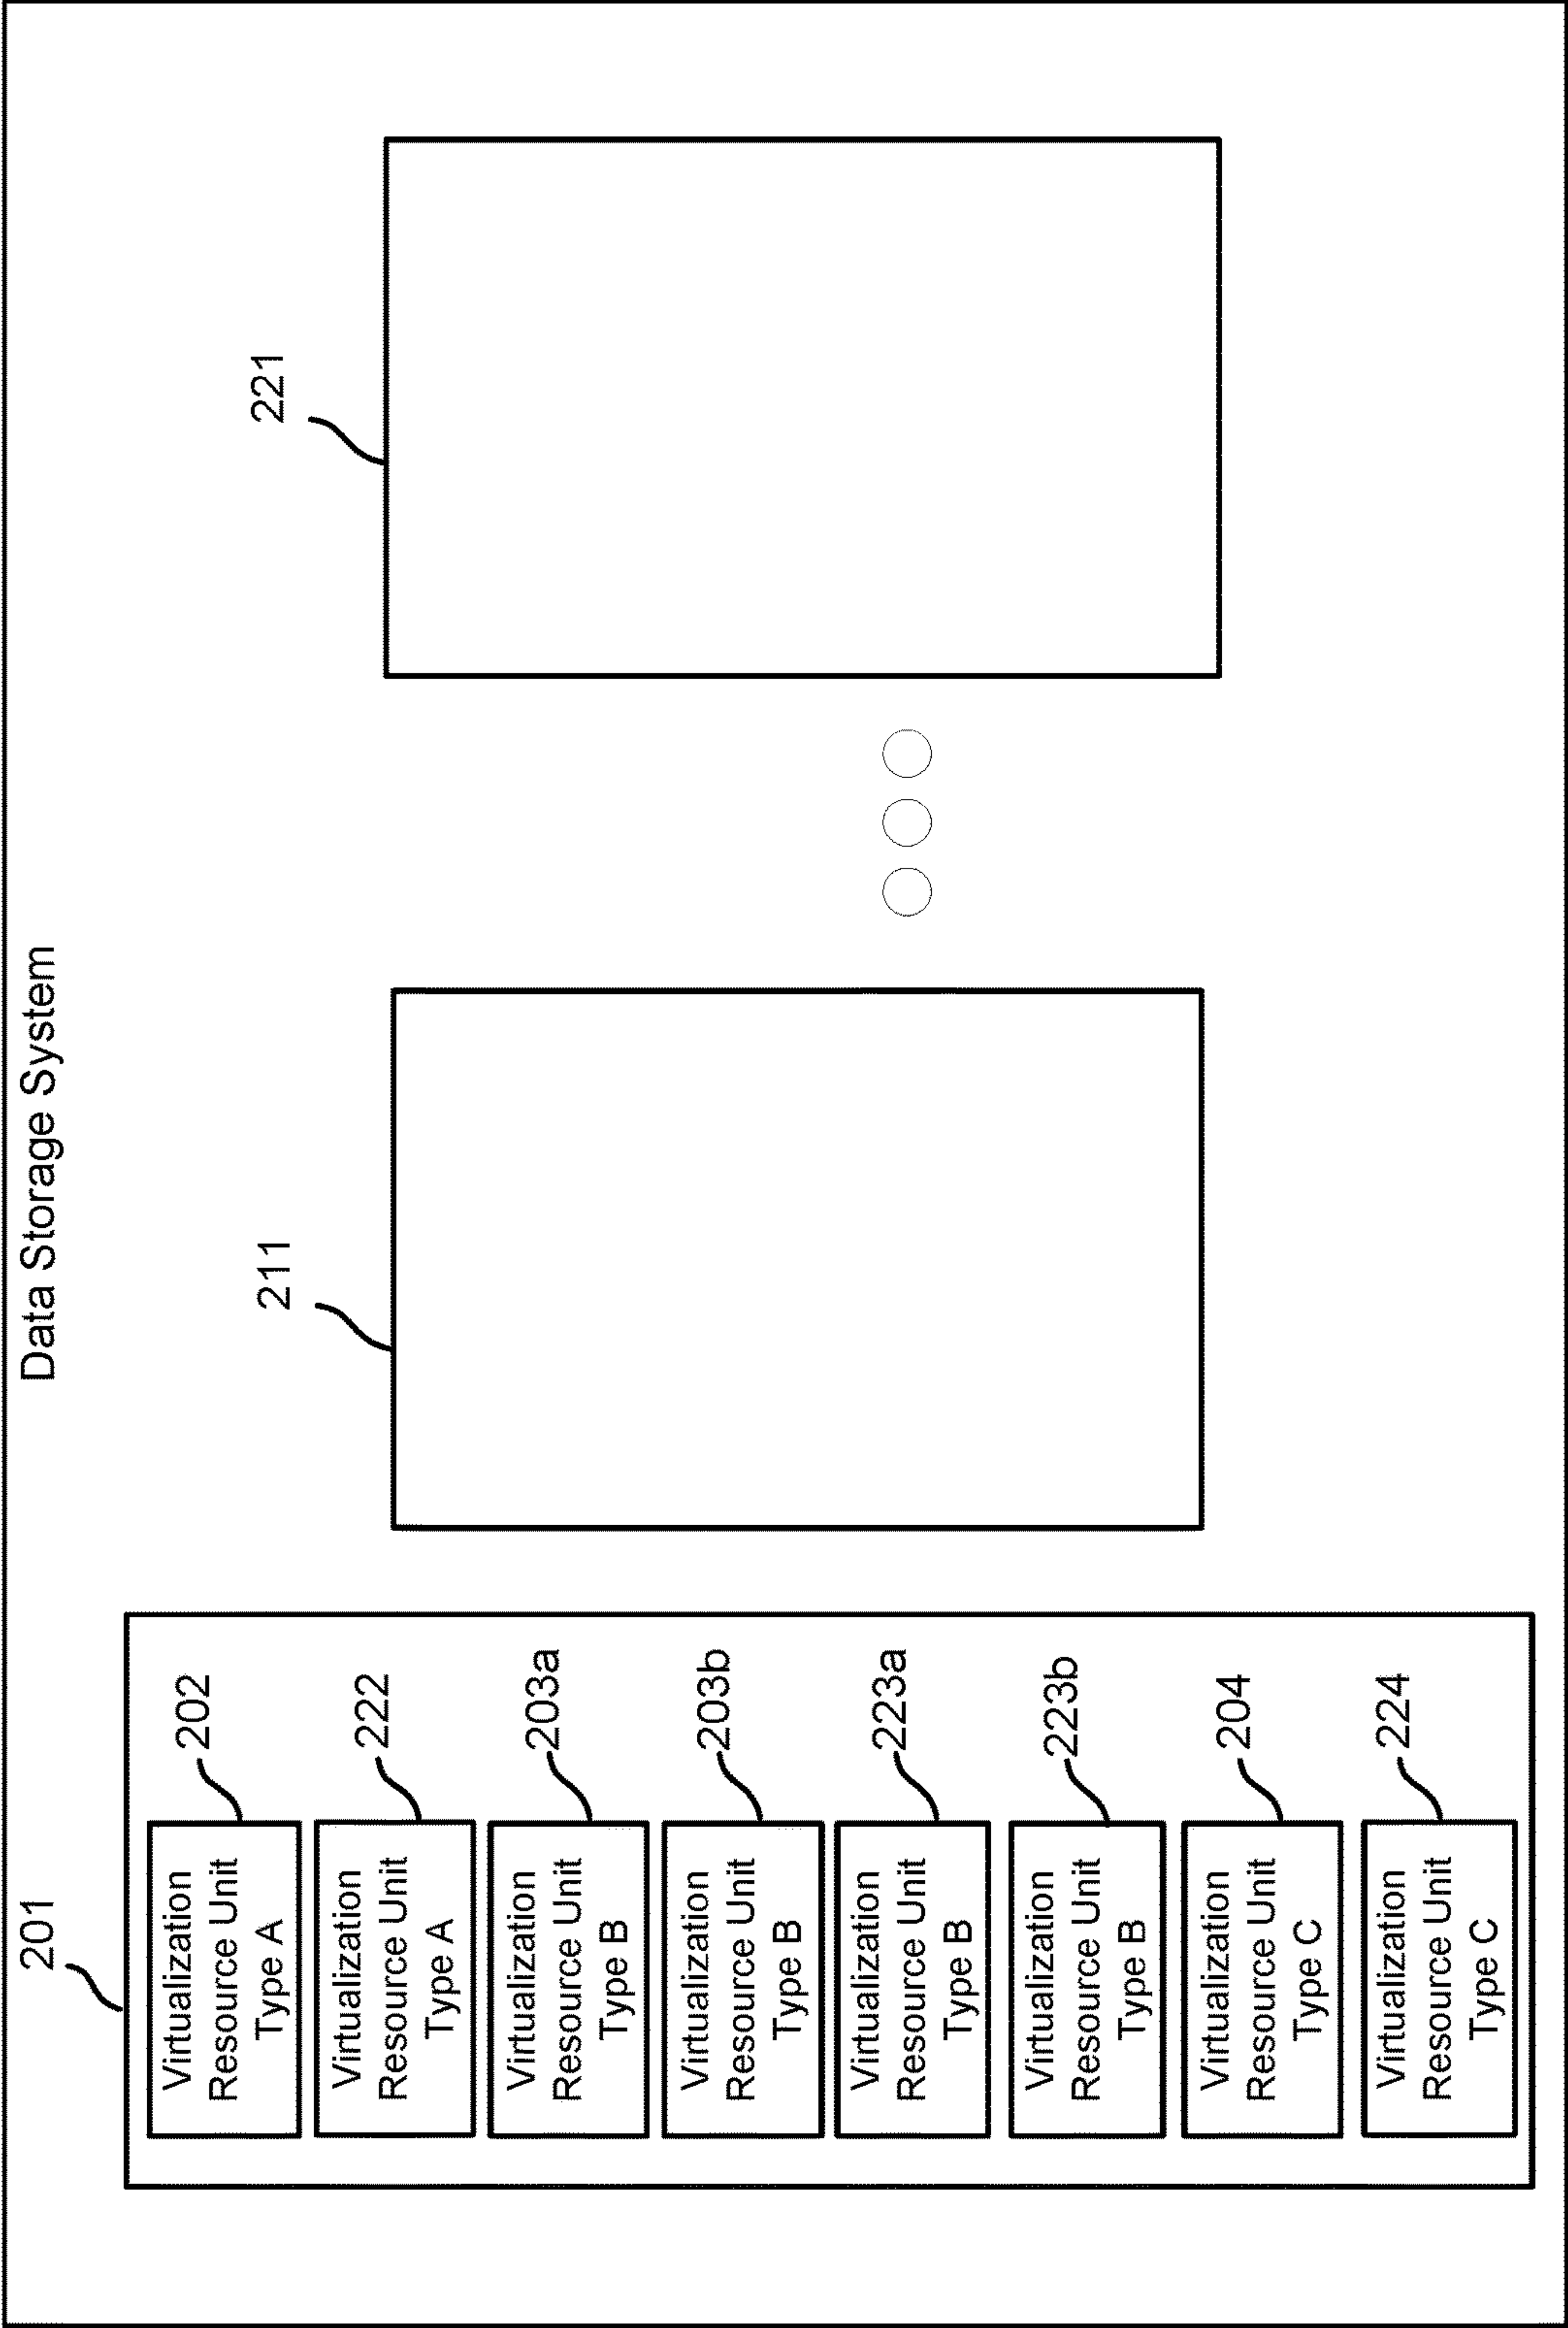 Data Storage System
201
Virtualization
Resource Unit
Type A
202
Virtualization
Resource Unit
Type A
222
Virtualization
Resource Unit
Type B
203a
Virtualization
Resource Unit
Type B
203b
Virtualization
Resource Unit
Type B
223a
Virtualization
Resource Unit
Type B
223b
Virtualization
Resource Unit
Type C
204
Virtualization
Resource Unit
Type C
224
211
221